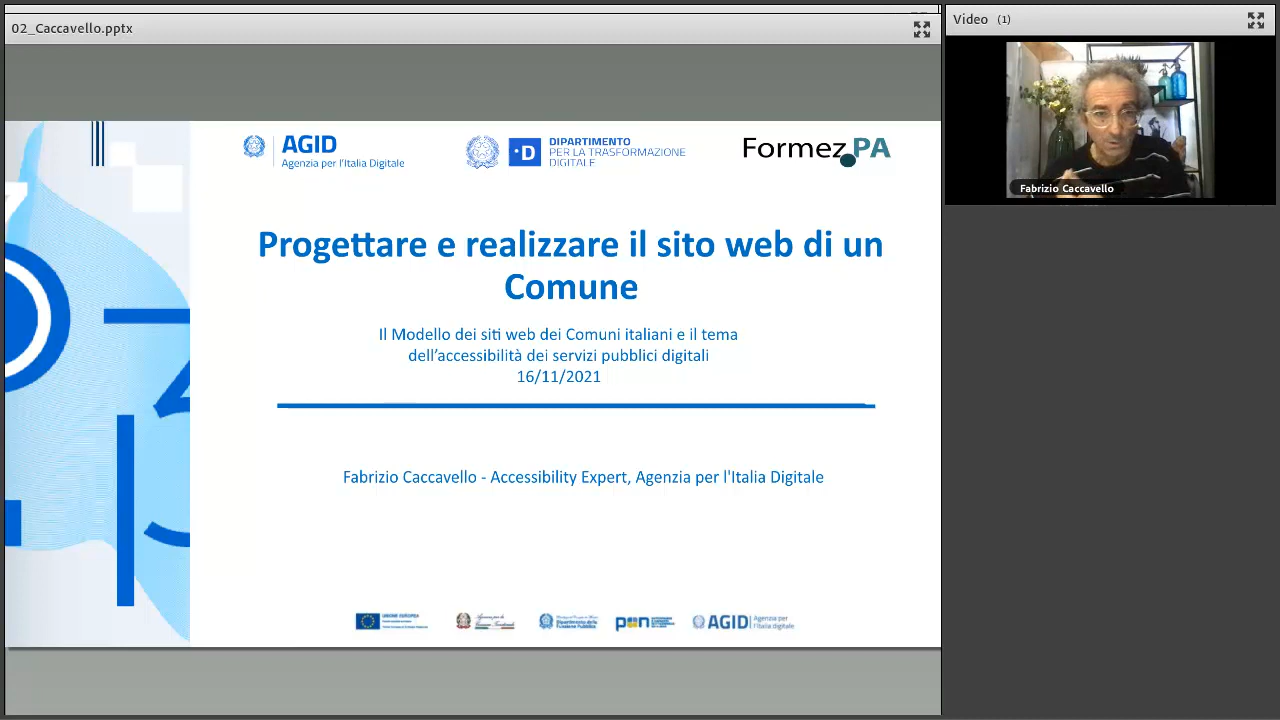 02_Caccavello.pptx
Video (1)
Fabrizio Caccavello
AGID
Agenzia per l'Italia Digitale
·D
DIPARTIMENTO
PER LA TRASFORMAZIONE
DIGITALE
Formez PA
Progettare e realizzare il sito web di un
Comune
Il Modello dei siti web dei Comuni italiani e il tema
dell'accessibilità dei servizi pubblici digitali
16/11/2021
Fabrizio Caccavello - Accessibility Expert, Agenzia per l'Italia Digitale
UNIONE EUROPEA
pon
AGID
Agenzia per
l'Italia digitale